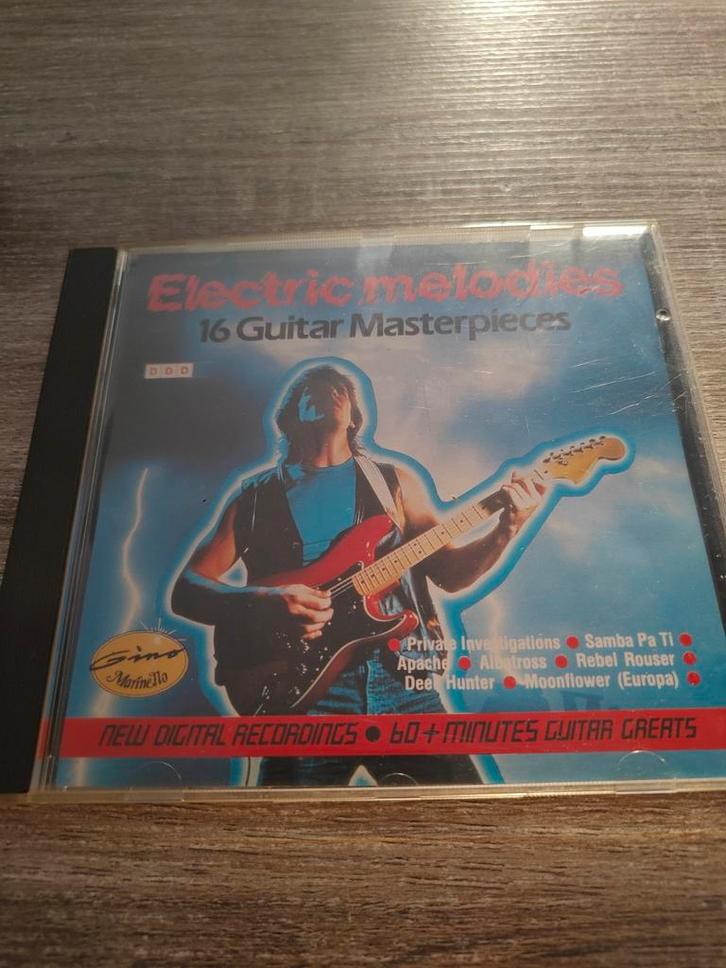 Electric melodies
16 Guitar Masterpieces
DDD
● Private Investigations ● Samba Pa Ti ●
Apache ● Albatross ● Rebel Rouser ●
Deer Hunter ● Moonflower (Europa) ●
Gino
Marinello
NEW DIGITAL RECORDINGS ● 60+MINUTES GUITAR GREATS